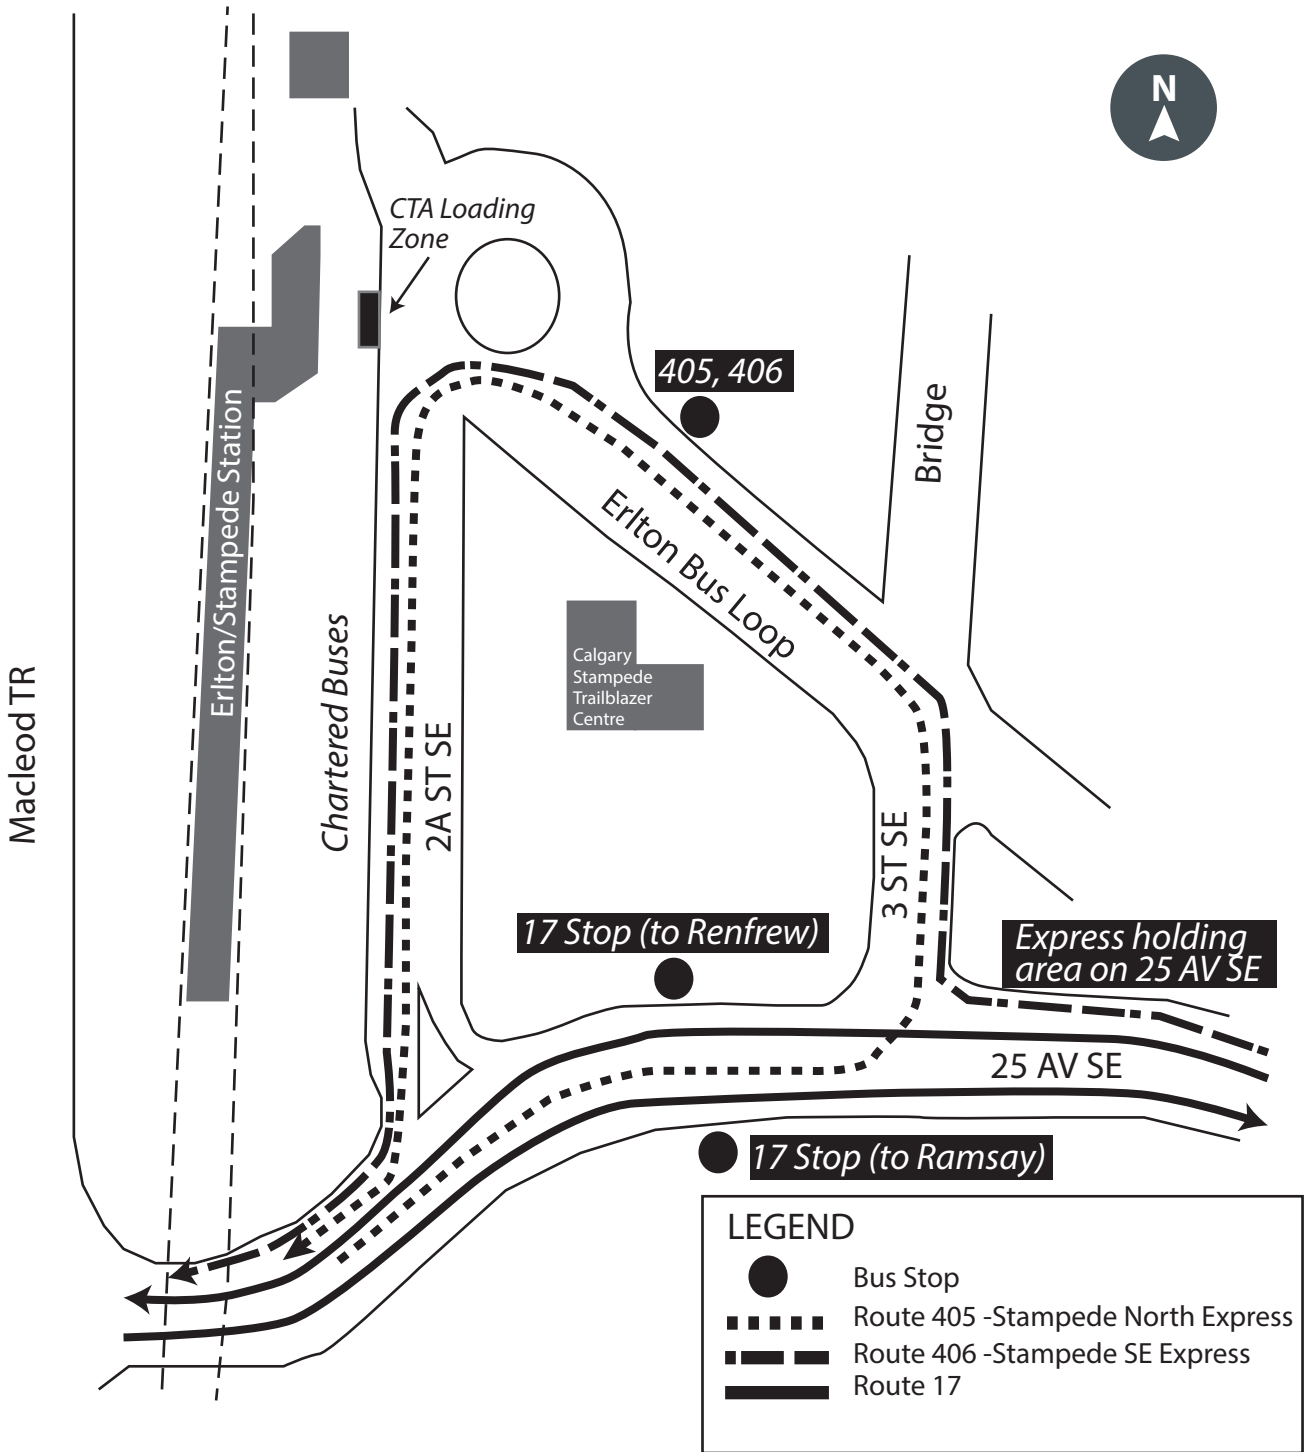 N
CTA Loading
Zone
405, 406
Bridge
Erlton/Stampede Station
Erlton Bus Loop
Calgary
Stampede
Trailblazer
Centre
Macleod TR
Chartered Buses
2A ST SE
3 ST SE
17 Stop (to Renfrew)
Express holding
area on 25 AV SE
25 AV SE
17 Stop (to Ramsay)
LEGEND
Bus Stop
Route 405 -Stampede North Express
Route 406 -Stampede SE Express
Route 17